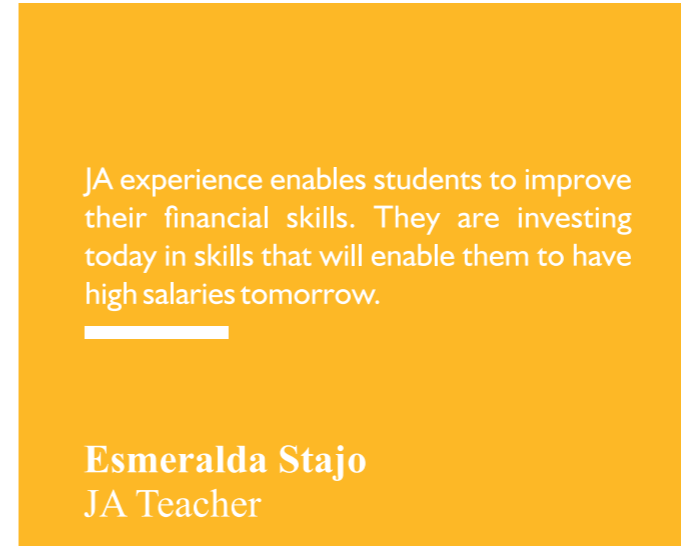 JA experience enables students to improve
their financial skills. They are investing
today in skills that will enable them to have
high salaries tomorrow.
Esmeralda Stajo
JA Teacher